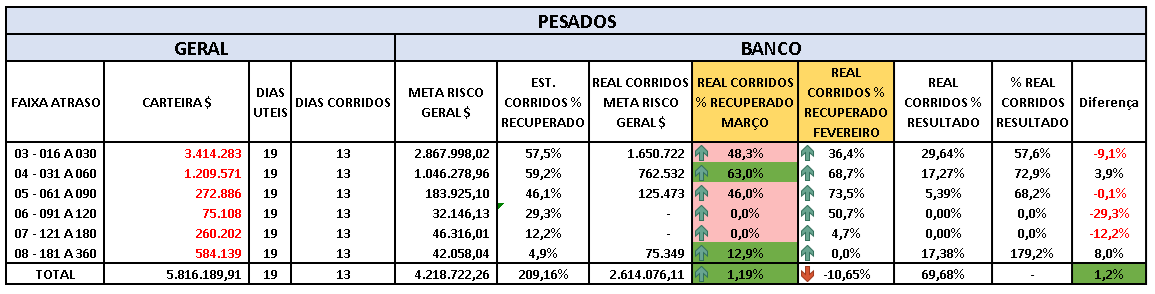 PESADOS
GERAL BANCO
FAIXA ATRASO CARTEIRA $ DIAS UTEIS DIAS CORRIDOS META RISCO GERAL $ EST. CORRIDOS % RECUPERADO REAL CORRIDOS META RISCO GERAL $ REAL CORRIDOS % RECUPERADO MARÇO REAL CORRIDOS % RECUPERADO FEVEREIRO REAL CORRIDOS RESULTADO % REAL CORRIDOS RESULTADO Diferença
03 - 016 A 030 3.414.283 19 13 2.867.998,02 57,5% 1.650.722 48,3% 36,4% 29,64% 57,6% -9,1%
04 - 031 A 060 1.209.571 19 13 1.046.278,96 59,2% 762.532 63,0% 68,7% 17,27% 72,9% 3,9%
05 - 061 A 090 272.886 19 13 183.925,10 46,1% 125.473 46,0% 73,5% 5,39% 68,2% -0,1%
06 - 091 A 120 75.108 19 13 32.146,13 29,3% - 0,0% 50,7% 0,00% 0,00% -29,3%
07 - 121 A 180 260.202 19 13 46.316,01 12,2% - 0,0% 4,7% 0,00% 0,00% -12,2%
08 - 181 A 360 584.139 19 13 42.058,04 4,9% 75.349 12,9% 0,0% 17,38% 179,2% 8,0%
TOTAL 5.816.189,91 19 13 4.218.722,26 209,16% 2.614.076,11 1,19% -10,65% 69,68% - 1,2%